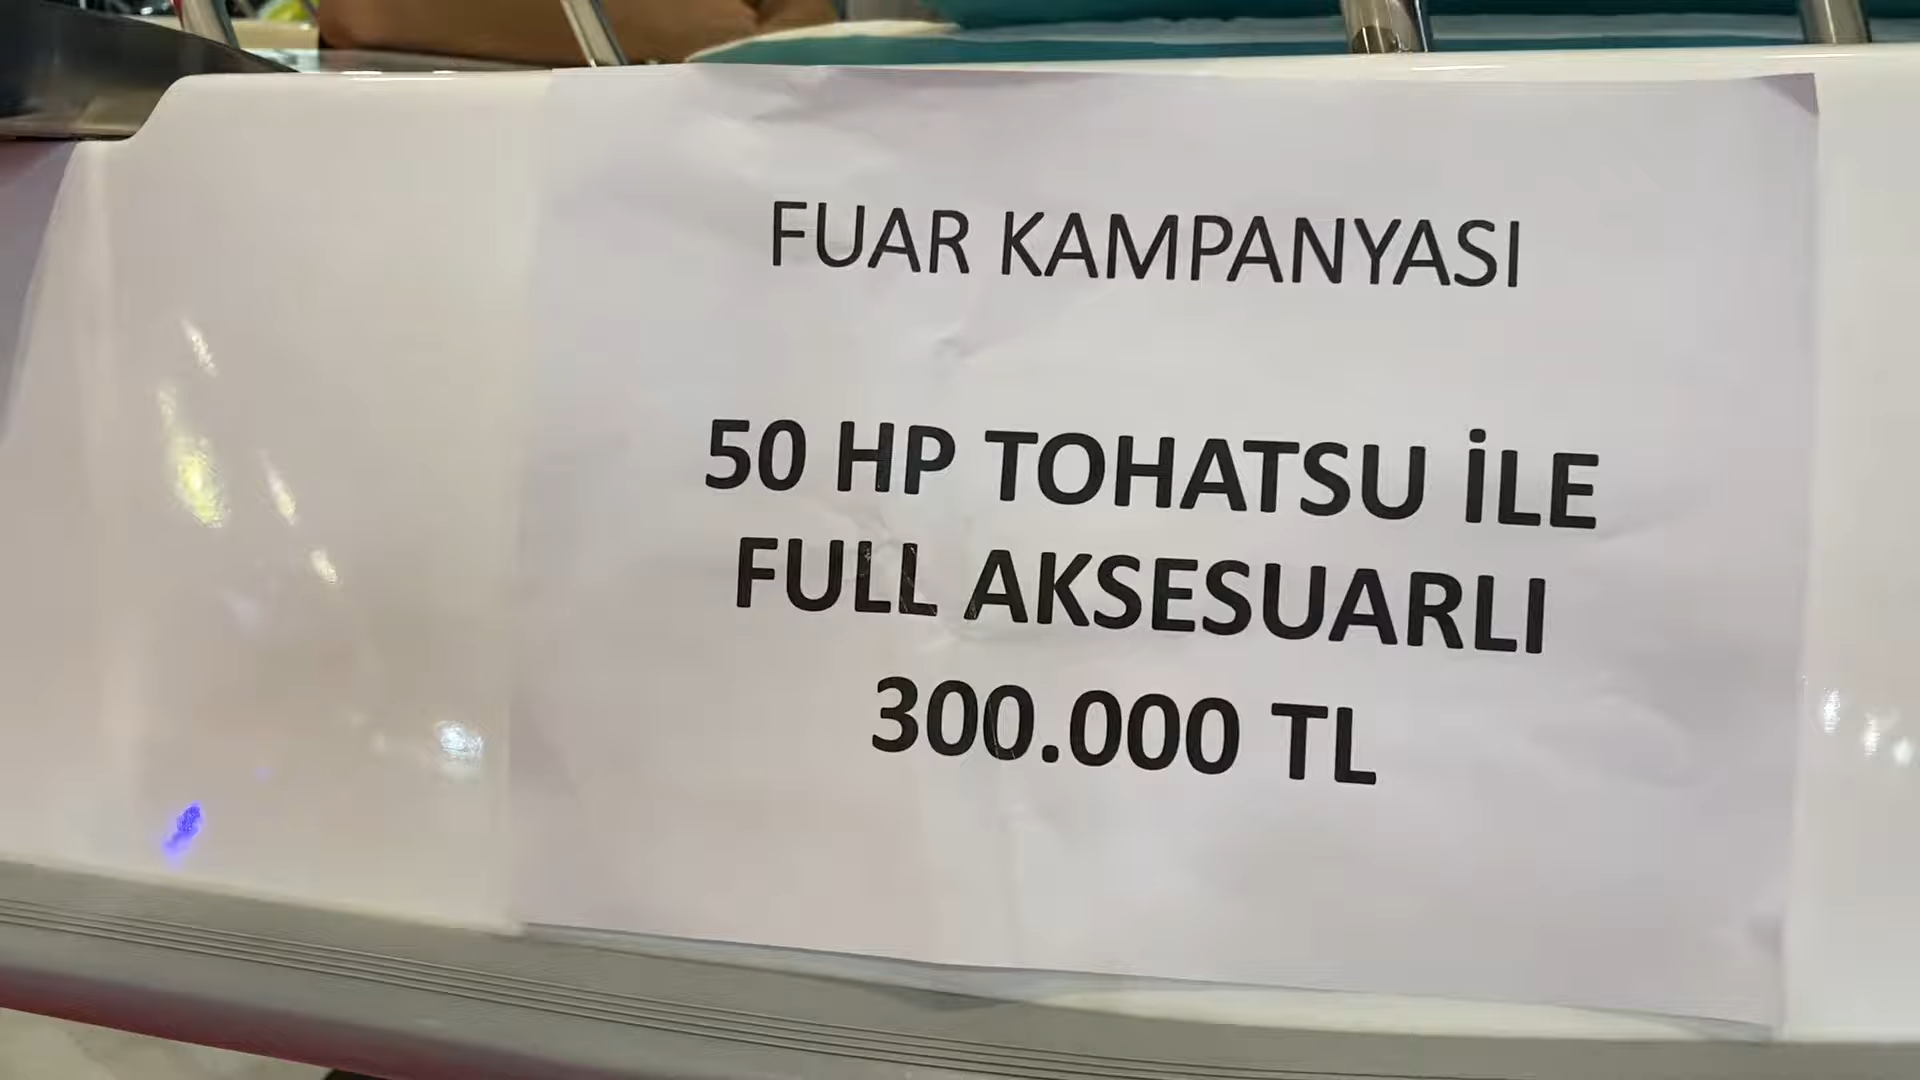 FUAR KAMPANYASI
50 HP TOHATSU İLE
FULL AKSESUARLI
300.000 TL